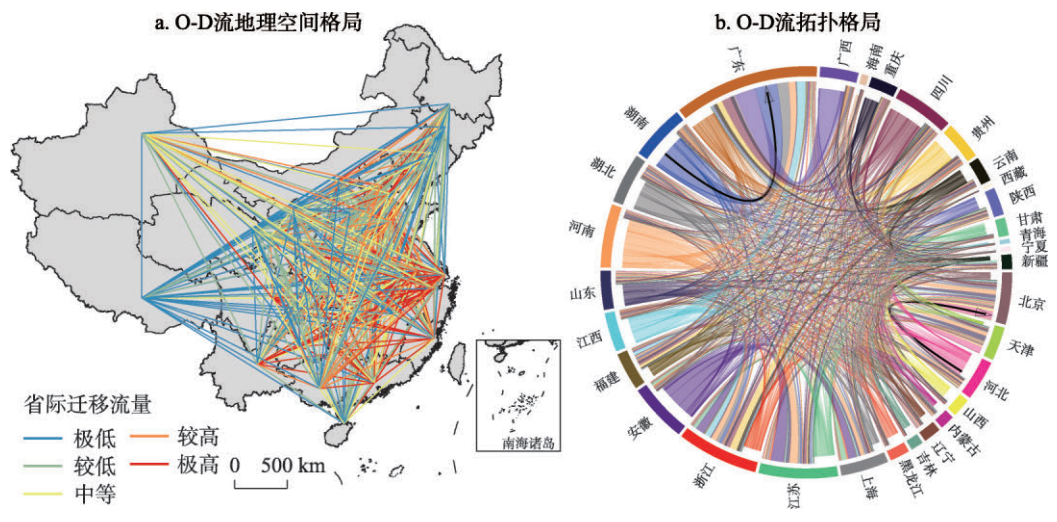 a. O-D流地理空间格局
省际迁移流量
极低
较高
较低
极高
中等
0 500 km
南海诸岛
b. O-D流拓扑格局
广东
广西
海南
重庆
四川
贵州
云南
西藏
陕西
甘肃
青海
宁夏
新疆
北京
天津
河北
山西
内蒙古
辽宁
吉林
黑龙江
上海
江苏
浙江
安徽
福建
江西
山东
河南
湖北
湖南